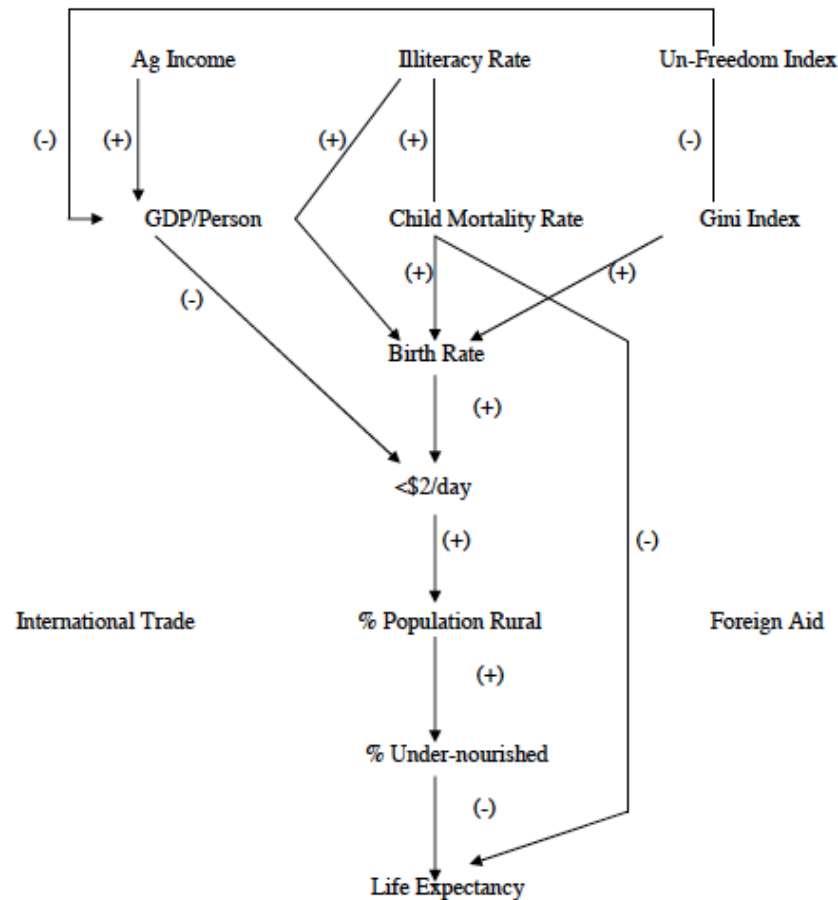 Ag Income
Illiteracy Rate
Un-Freedom Index
(-)
(+)
(+)
(+)
(-)
GDP/Person
Child Mortality Rate
Gini Index
(-)
(+)
(+)
Birth Rate
(+)
<$2/day
(+)
(-)
International Trade
% Population Rural
Foreign Aid
(+)
% Under-nourished
(-)
Life Expectancy